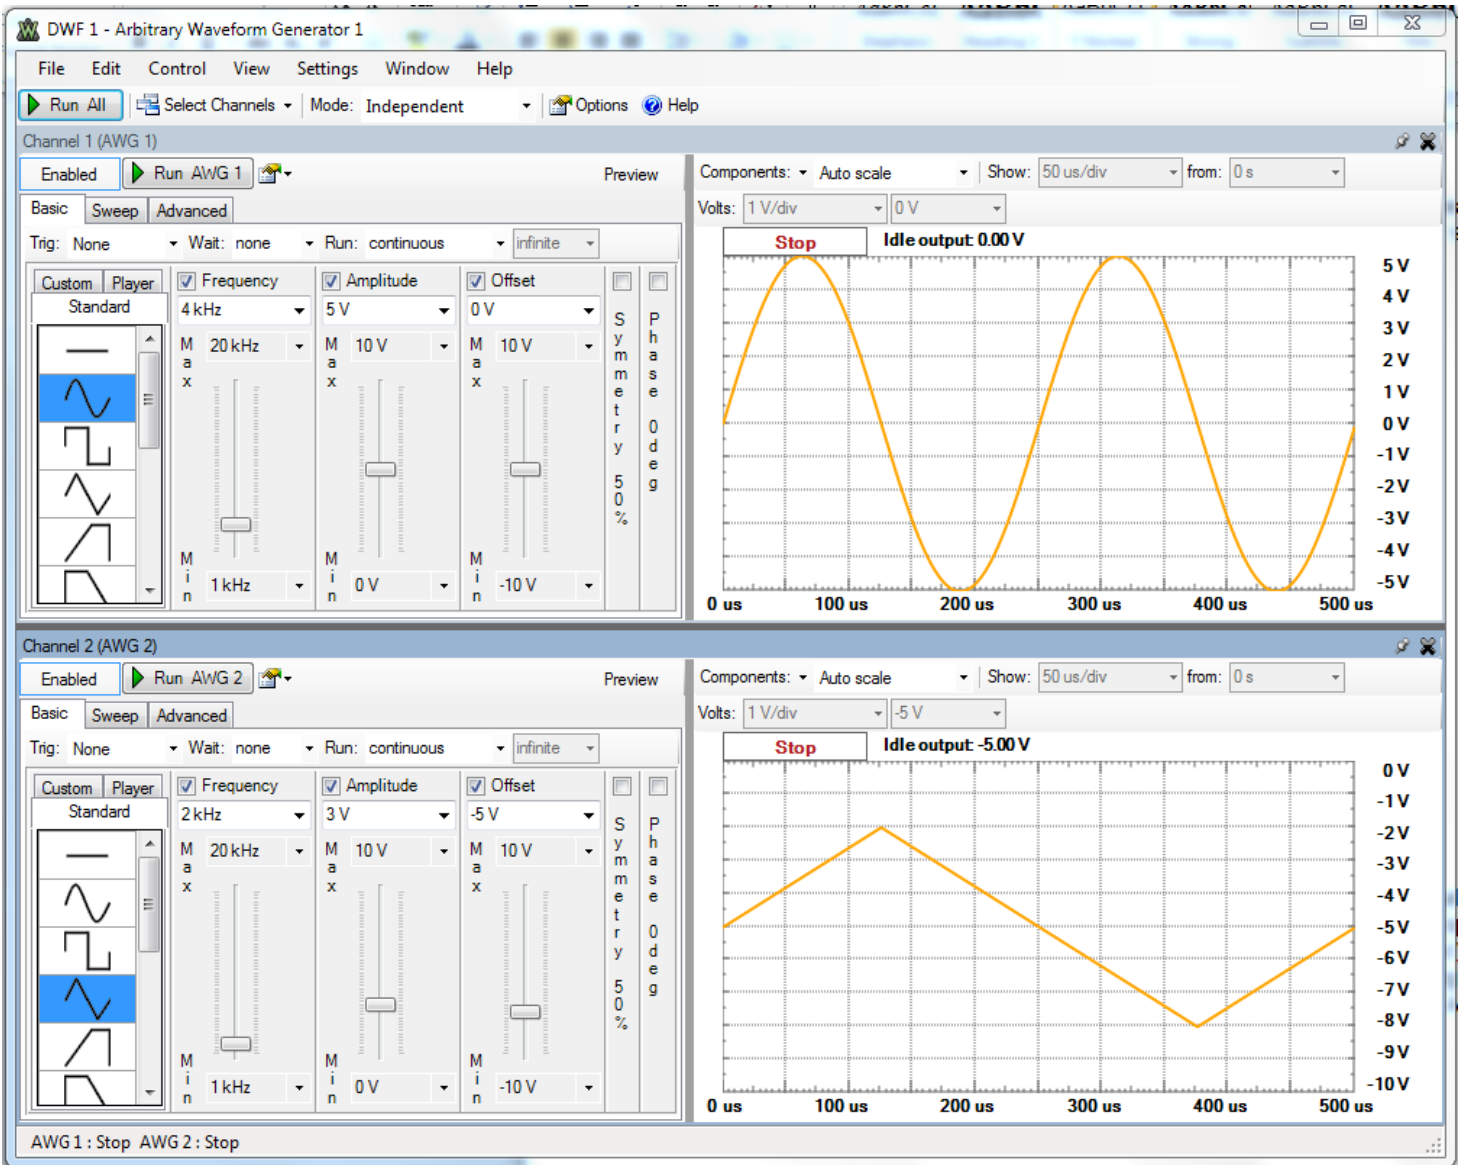 DWF 1 - Arbitrary Waveform Generator 1
File Edit Control View Settings Window Help
Run All Select Channels Mode: Independent Options Help
Channel 1 (AWG 1)
Enabled Run AWG 1 Preview
Basic Sweep Advanced
Trig: None Wait: none Run: continuous infinite
Custom Player
Standard
Frequency
4 kHz
Max 20 kHz
Min 1 kHz
Amplitude
5 V
Max 10 V
Min 0 V
Offset
0 V
Max 10 V
Min -10 V
Symmetry 50%
Phase 0 deg
Components: Auto scale Show: 50 us/div from: 0 s
Volts: 1 V/div 0 V
Stop Idle output: 0.00 V
5 V
4 V
3 V
2 V
1 V
0 V
-1 V
-2 V
-3 V
-4 V
-5 V
0 us 100 us 200 us 300 us 400 us 500 us
Channel 2 (AWG 2)
Enabled Run AWG 2 Preview
Basic Sweep Advanced
Trig: None Wait: none Run: continuous infinite
Custom Player
Standard
Frequency
2 kHz
Max 20 kHz
Min 1 kHz
Amplitude
3 V
Max 10 V
Min 0 V
Offset
-5 V
Max 10 V
Min -10 V
Symmetry 50%
Phase 0 deg
Components: Auto scale Show: 50 us/div from: 0 s
Volts: 1 V/div -5 V
Stop Idle output: -5.00 V
0 V
-1 V
-2 V
-3 V
-4 V
-5 V
-6 V
-7 V
-8 V
-9 V
-10 V
0 us 100 us 200 us 300 us 400 us 500 us
AWG 1 : Stop AWG 2 : Stop